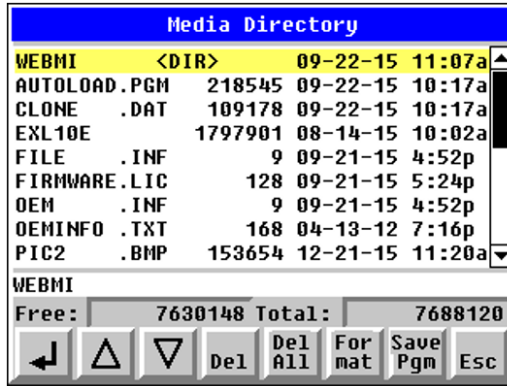 Media Directory
WEBMI <DIR> 09-22-15 11:07a
AUTOLOAD.PGM 218545 09-22-15 10:17a
CLONE .DAT 109178 09-22-15 10:17a
EXL10E 1797901 08-14-15 10:02a
FILE .INF 9 09-21-15 4:52p
FIRMWARE.LIC 128 09-21-15 5:24p
OEM .INF 9 09-21-15 4:52p
OEMINFO .TXT 168 04-13-12 7:16p
PIC2 .BMP 153654 12-21-15 11:20a
WEBMI
Free: 7630148 Total: 7688120
Del Del All For mat Save Pgm Esc